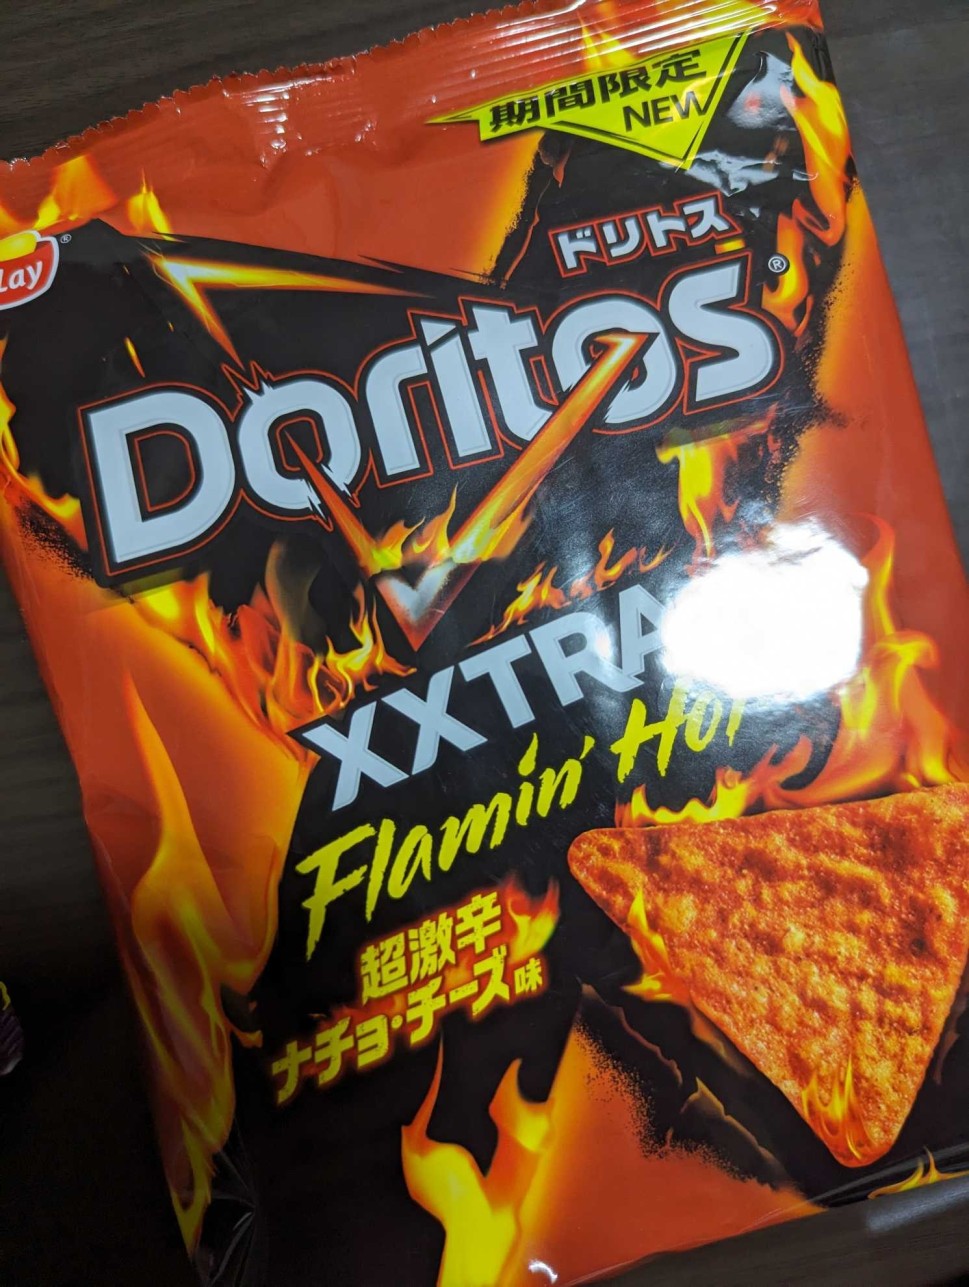 期間限定
NEW
Lay
ドリトス
Doritos
XXTRA
Flamin' Hot
超激辛
ナチョ・チーズ味